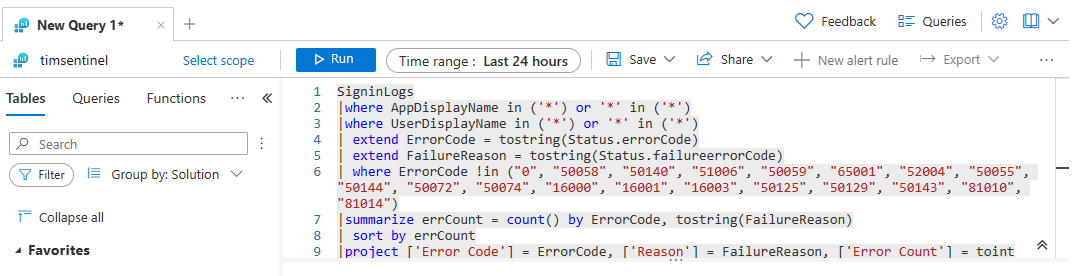 New Query 1*
Feedback
Queries
timsentinel
Select scope
Run
Time range : Last 24 hours
Save
Share
New alert rule
Export
Tables
Queries
Functions
Search
Filter
Group by: Solution
Collapse all
Favorites
1 SigninLogs
2 |where AppDisplayName in ('*') or '*' in ('*')
3 |where UserDisplayName in ('*') or '*' in ('*')
4 | extend ErrorCode = tostring(Status.errorCode)
5 | extend FailureReason = tostring(Status.failureerrorCode)
6 | where ErrorCode !in ("0", "50058", "50140", "51006", "50059", "65001", "52004", "50055",
"50144", "50072", "50074", "16000", "16001", "16003", "50125", "50129", "50143", "81010",
"81014")
7 |summarize errCount = count() by ErrorCode, tostring(FailureReason)
8 | sort by errCount
9 |project ['Error Code'] = ErrorCode, ['Reason'] = FailureReason, ['Error Count'] = toint